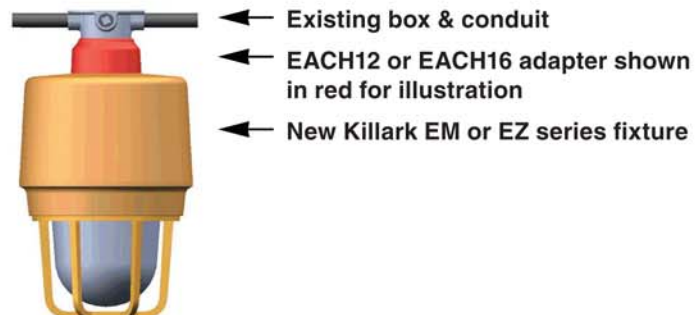 Existing box & conduit
EACH12 or EACH16 adapter shown
in red for illustration
New Killark EM or EZ series fixture